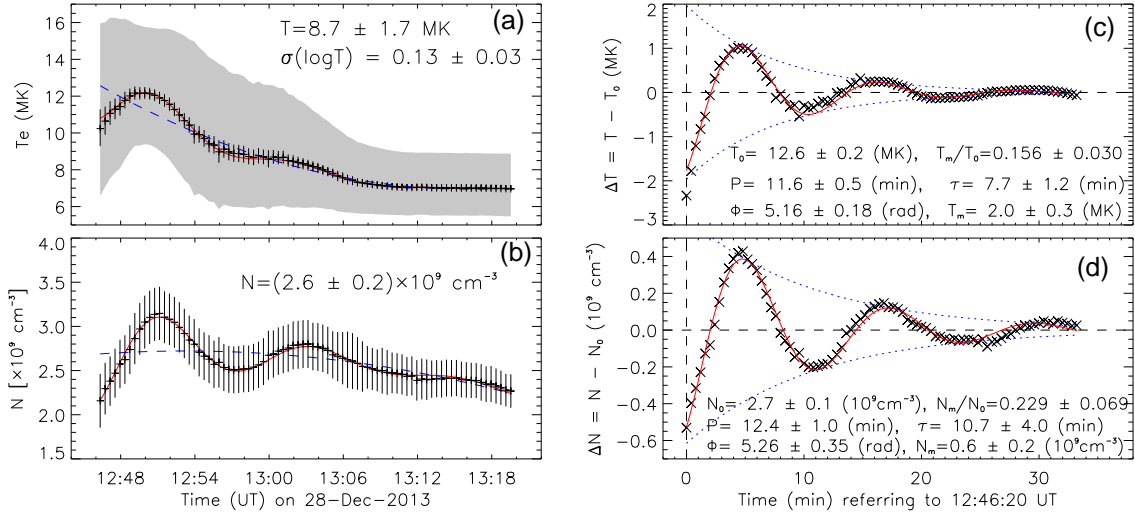 (a)
T=8.7 ± 1.7 MK
σ(logT) = 0.13 ± 0.03
Te (MK)
16
14
12
10
8
6
(b)
N=(2.6 ± 0.2)×10⁹ cm⁻³
N [×10⁹ cm⁻³]
4.0
3.5
3.0
2.5
2.0
1.5
12:48 12:54 13:00 13:06 13:12 13:18
Time (UT) on 28-Dec-2013
(c)
ΔT = T − T₀ (MK)
2
1
0
-1
-2
-3
T₀= 12.6 ± 0.2 (MK), Tₘ/T₀=0.156 ± 0.030
P= 11.6 ± 0.5 (min) τ= 7.7 ± 1.2 (min)
Φ= 5.16 ± 0.18 (rad), Tₘ= 2.0 ± 0.3 (MK)
(d)
ΔN = N − N₀ (10⁹ cm⁻³)
0.4
0.2
0.0
-0.2
-0.4
-0.6
N₀= 2.7 ± 0.1 (10⁹cm⁻³), Nₘ/N₀=0.229 ± 0.069
P= 12.4 ± 1.0 (min) τ= 10.7 ± 4.0 (min)
Φ= 5.26 ± 0.35 (rad), Nₘ=0.6 ± 0.2 (10⁹cm⁻³)
0 10 20 30
Time (min) referring to 12:46:20 UT